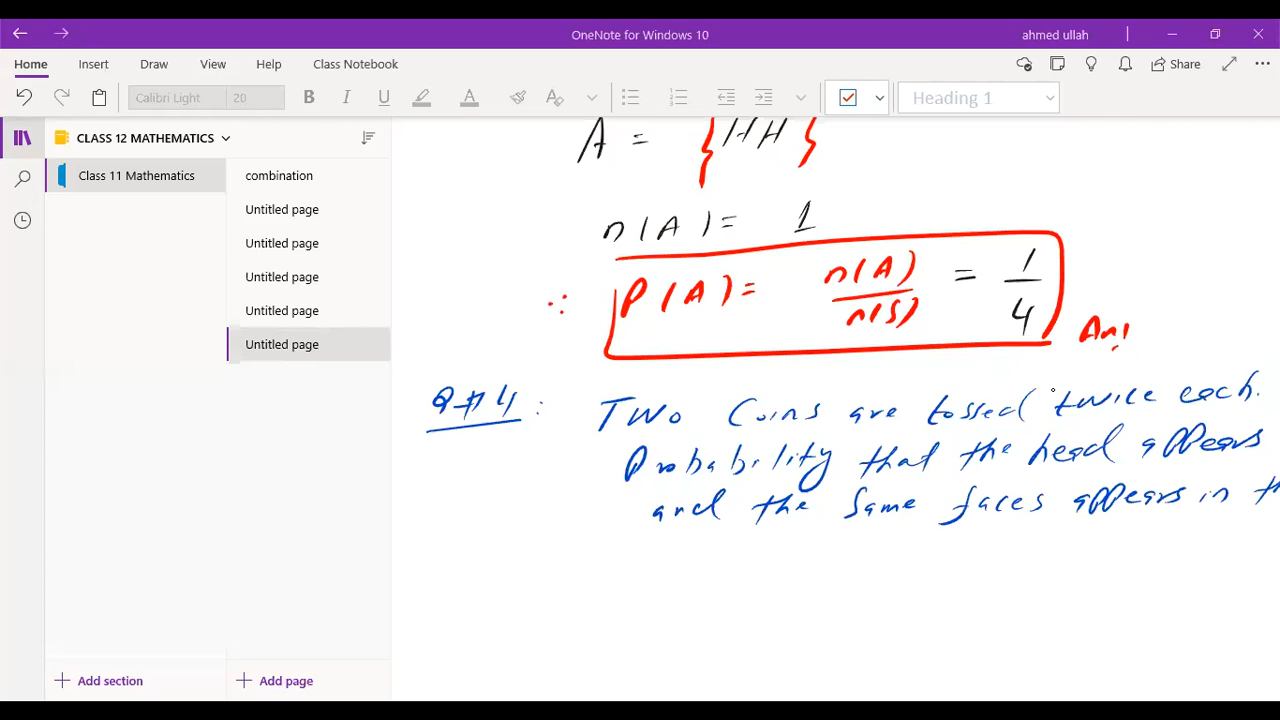 OneNote for Windows 10
ahmed ullah
Home Insert Draw View Help Class Notebook
Share
Calibri Light 20
B I U A
Heading 1
CLASS 12 MATHEMATICS
Class 11 Mathematics
combination
Untitled page
Untitled page
Untitled page
Untitled page
Untitled page
Add section
Add page
A = {HH}
n(A) = 1
∵ P(A) = n(A)/n(S) = 1/4
Ans
Q#4 : Two Coins are tossed twice each.
Probability that the head appears
and the same faces appears in th